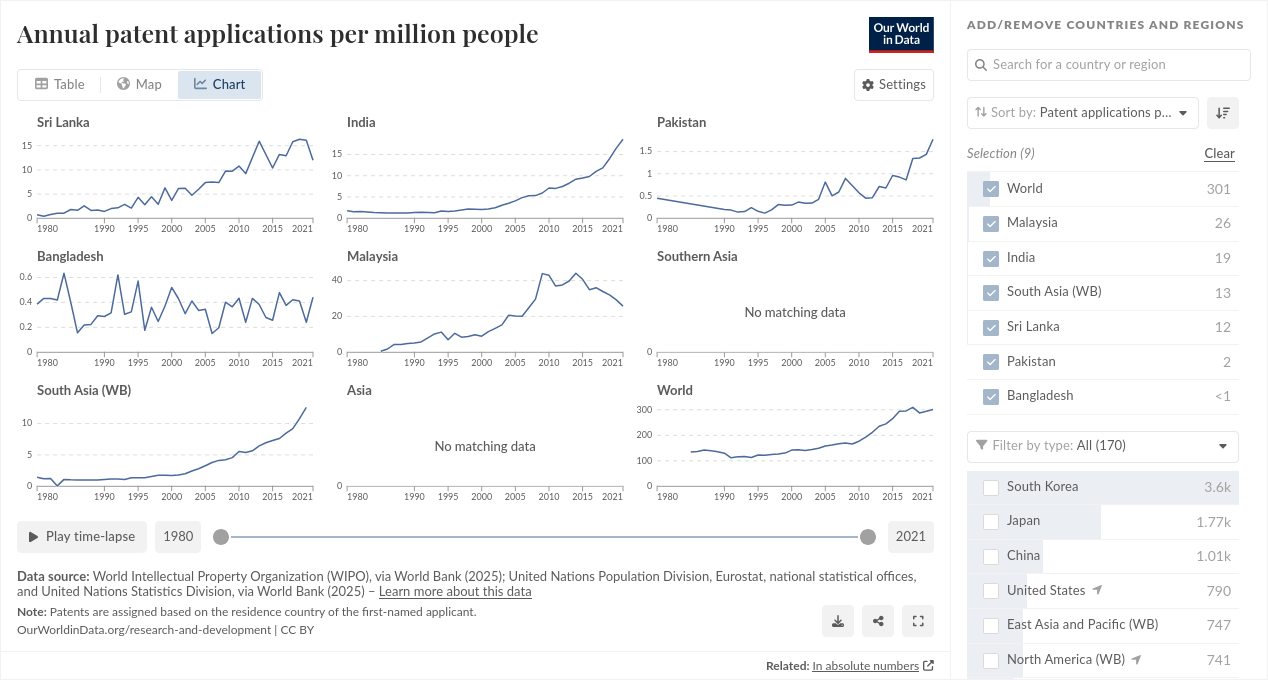 Annual patent applications per million people
Our World
in Data
Table
Map
Chart
Settings
Sri Lanka
15
10
5
0
1980 1990 1995 2000 2005 2010 2015 2021
India
15
10
5
0
1980 1990 1995 2000 2005 2010 2015 2021
Pakistan
1.5
1
0.5
0
1980 1990 1995 2000 2005 2010 2015 2021
Bangladesh
0.6
0.4
0.2
0
1980 1990 1995 2000 2005 2010 2015 2021
Malaysia
40
20
0
1980 1990 1995 2000 2005 2010 2015 2021
Southern Asia
No matching data
0
1980 1990 1995 2000 2005 2010 2015 2021
South Asia (WB)
10
5
0
1980 1990 1995 2000 2005 2010 2015 2021
Asia
No matching data
0
1980 1990 1995 2000 2005 2010 2015 2021
World
300
200
100
0
1980 1990 1995 2000 2005 2010 2015 2021
Play time-lapse
1980
2021
Data source: World Intellectual Property Organization (WIPO), via World Bank (2025); United Nations Population Division, Eurostat, national statistical offices,
and United Nations Statistics Division, via World Bank (2025) – Learn more about this data
Note: Patents are assigned based on the residence country of the first-named applicant.
OurWorldinData.org/research-and-development | CC BY
Related: In absolute numbers
ADD/REMOVE COUNTRIES AND REGIONS
Search for a country or region
Sort by: Patent applications p...
Selection (9)
Clear
World 301
Malaysia 26
India 19
South Asia (WB) 13
Sri Lanka 12
Pakistan 2
Bangladesh <1
Filter by type: All (170)
South Korea 3.6k
Japan 1.77k
China 1.01k
United States 790
East Asia and Pacific (WB) 747
North America (WB) 741